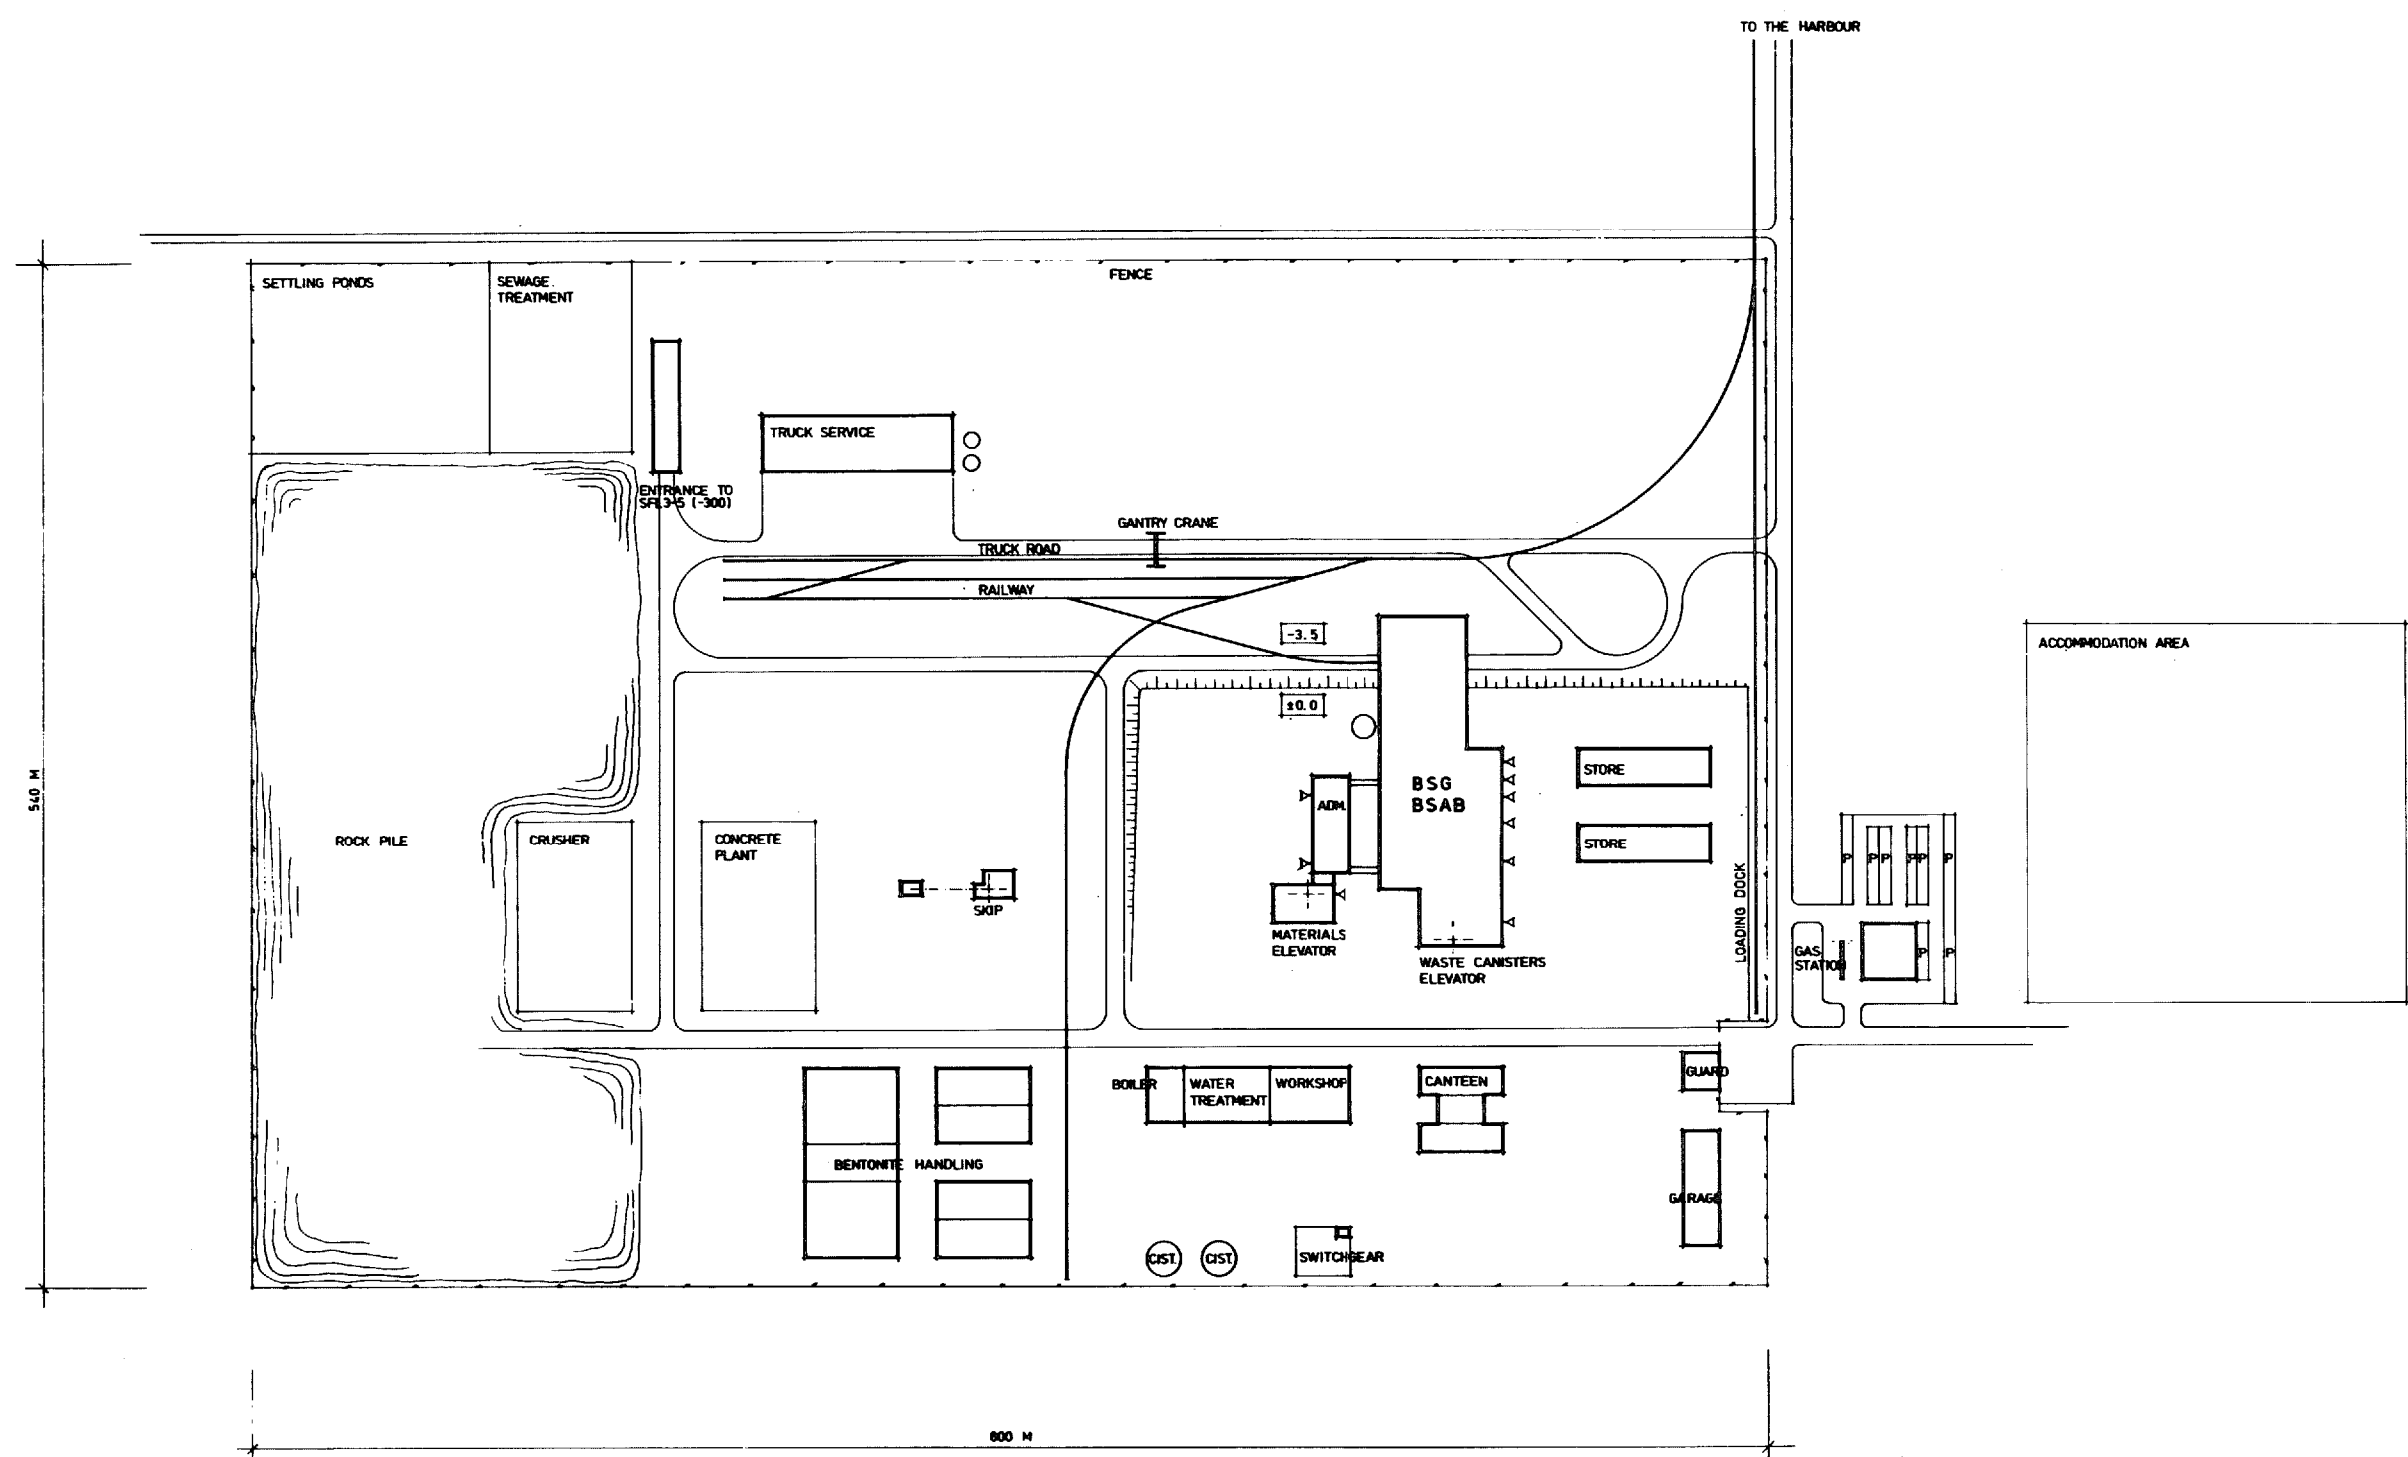 TO THE HARBOUR
FENCE
SETTLING PONDS
SEWAGE
TREATMENT
TRUCK SERVICE
ENTRANCE TO
SFL3-5 (-300)
GANTRY CRANE
TRUCK ROAD
RAILWAY
-3.5
±0.0
ACCOMMODATION AREA
540 M
ROCK PILE
CRUSHER
CONCRETE
PLANT
SKIP
ADM.
BSG
BSAB
STORE
STORE
MATERIALS
ELEVATOR
WASTE CANISTERS
ELEVATOR
LOADING DOCK
P
P P
P P
P
GAS
STATION
P
P
BOILER
WATER
TREATMENT
WORKSHOP
CANTEEN
GUARD
BENTONITE HANDLING
GARAGE
CIST.
CIST.
SWITCHGEAR
800 M